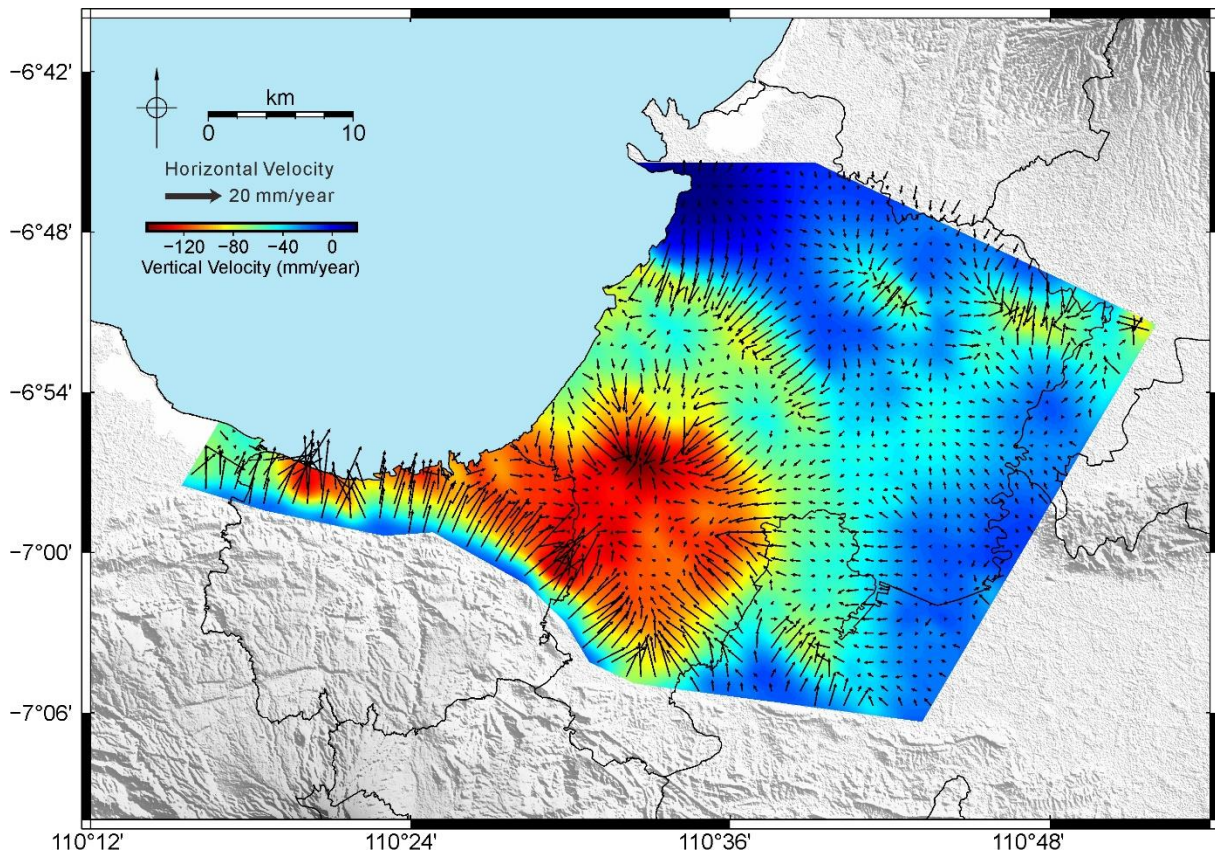 −6°42'
km
0 10
Horizontal Velocity
20 mm/year
−6°48'
−120 −80 −40 0
Vertical Velocity (mm/year)
−6°54'
−7°00'
−7°06'
110°12' 110°24' 110°36' 110°48'